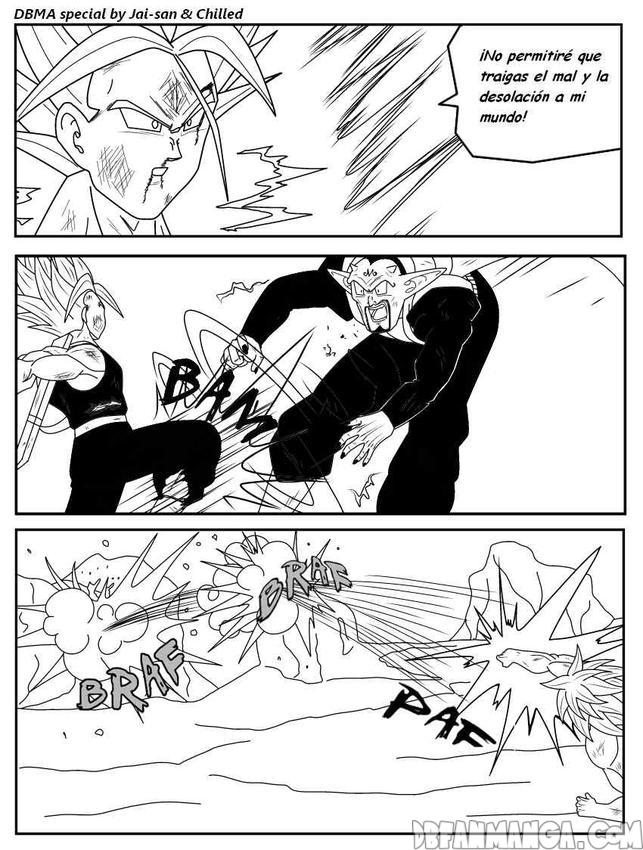 DBMA special by Jai-san & Chilled
¡No permitiré que
traigas el mal y la
desolación a mi
mundo!
BAM
BRAF
BRAF
PAF
DBFANMANGA.COM